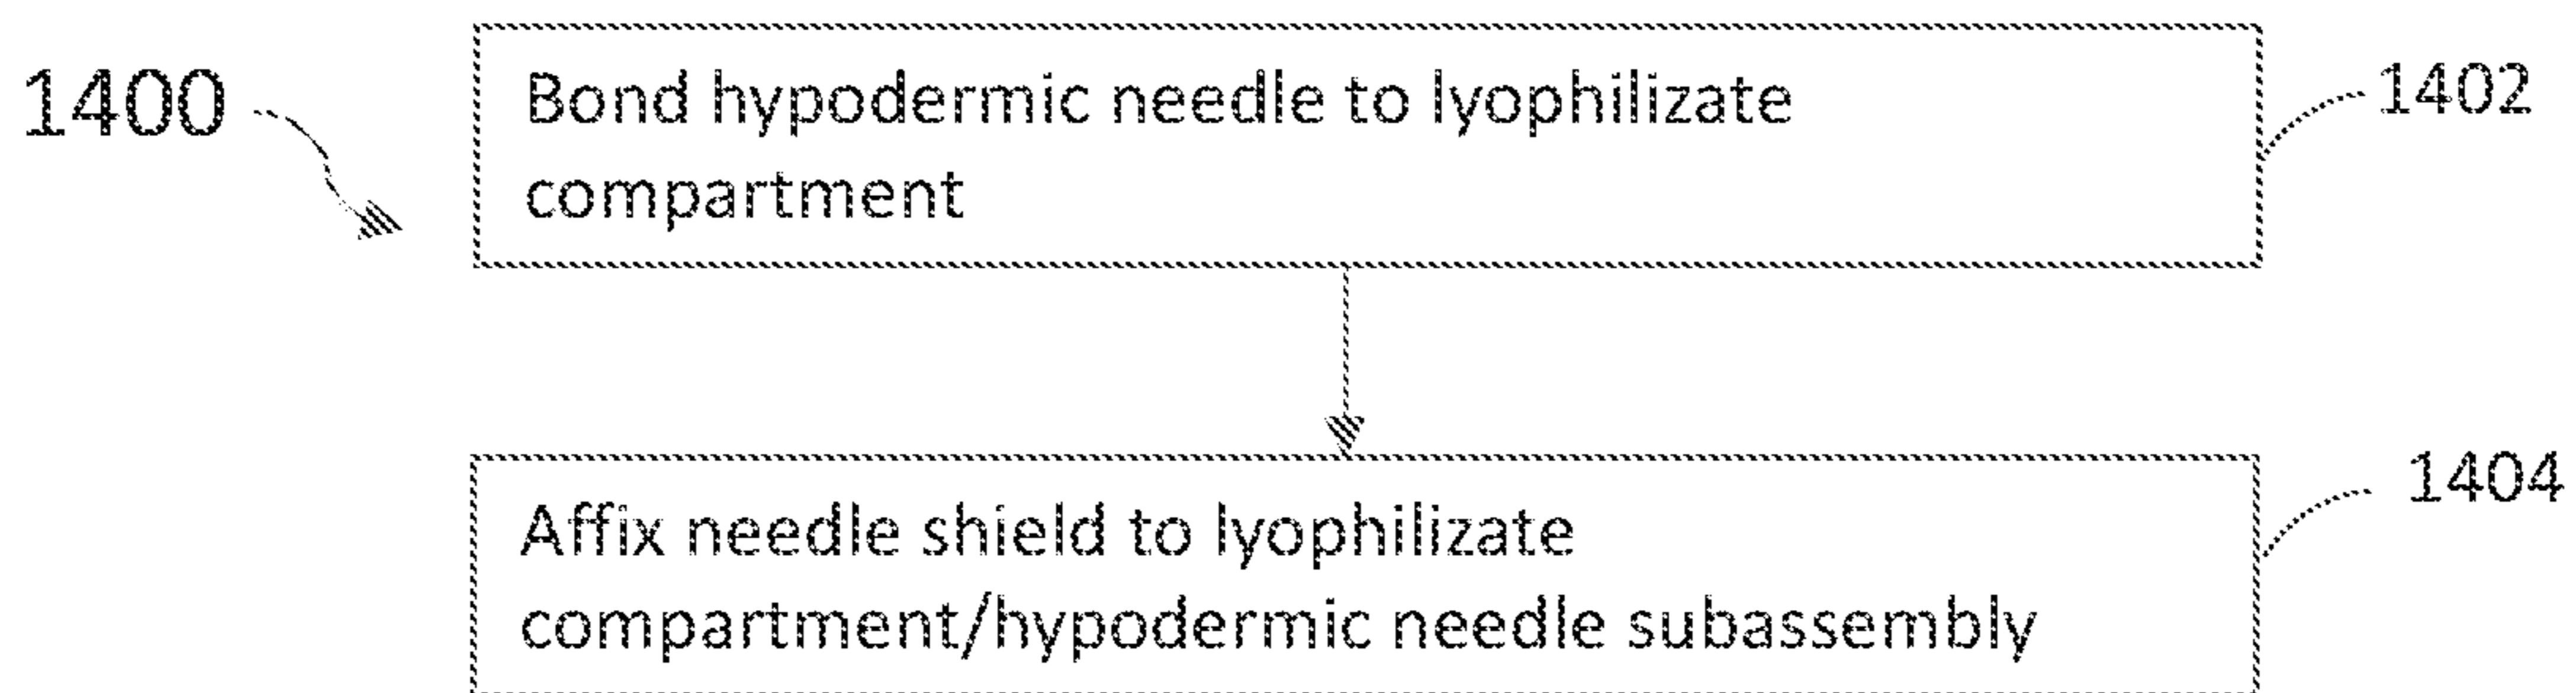 1400
Bond hypodermic needle to lyophilizate
compartment
1402
Affix needle shield to lyophilizate
compartment/hypodermic needle subassembly
1404